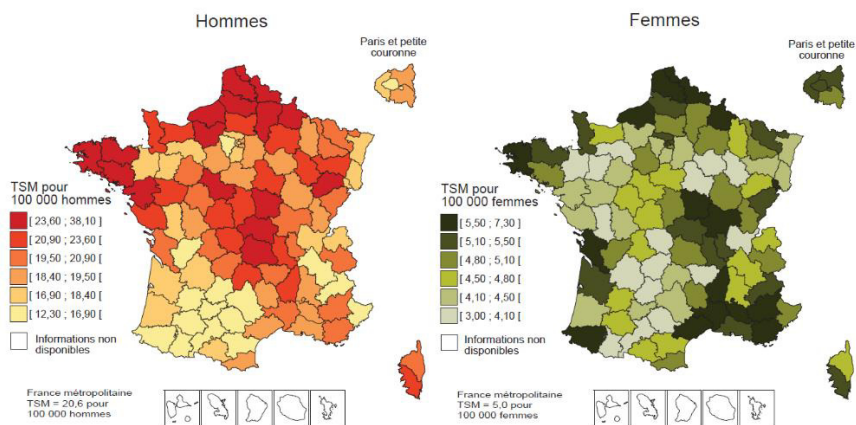 Hommes
Paris et petite
couronne
TSM pour
100 000 hommes
[ 23,60 ; 38,10 [
[ 20,90 ; 23,60 [
[ 19,50 ; 20,90 [
[ 18,40 ; 19,50 [
[ 16,90 ; 18,40 [
[ 12,30 ; 16,90 [
Informations non
disponibles
France métropolitaine
TSM = 20,6 pour
100 000 hommes
Femmes
Paris et petite
couronne
TSM pour
100 000 femmes
[ 5,50 ; 7,30 [
[ 5,10 ; 5,50 [
[ 4,80 ; 5,10 [
[ 4,50 ; 4,80 [
[ 4,10 ; 4,50 [
[ 3,00 ; 4,10 [
Informations non
disponibles
France métropolitaine
TSM = 5,0 pour
100 000 femmes